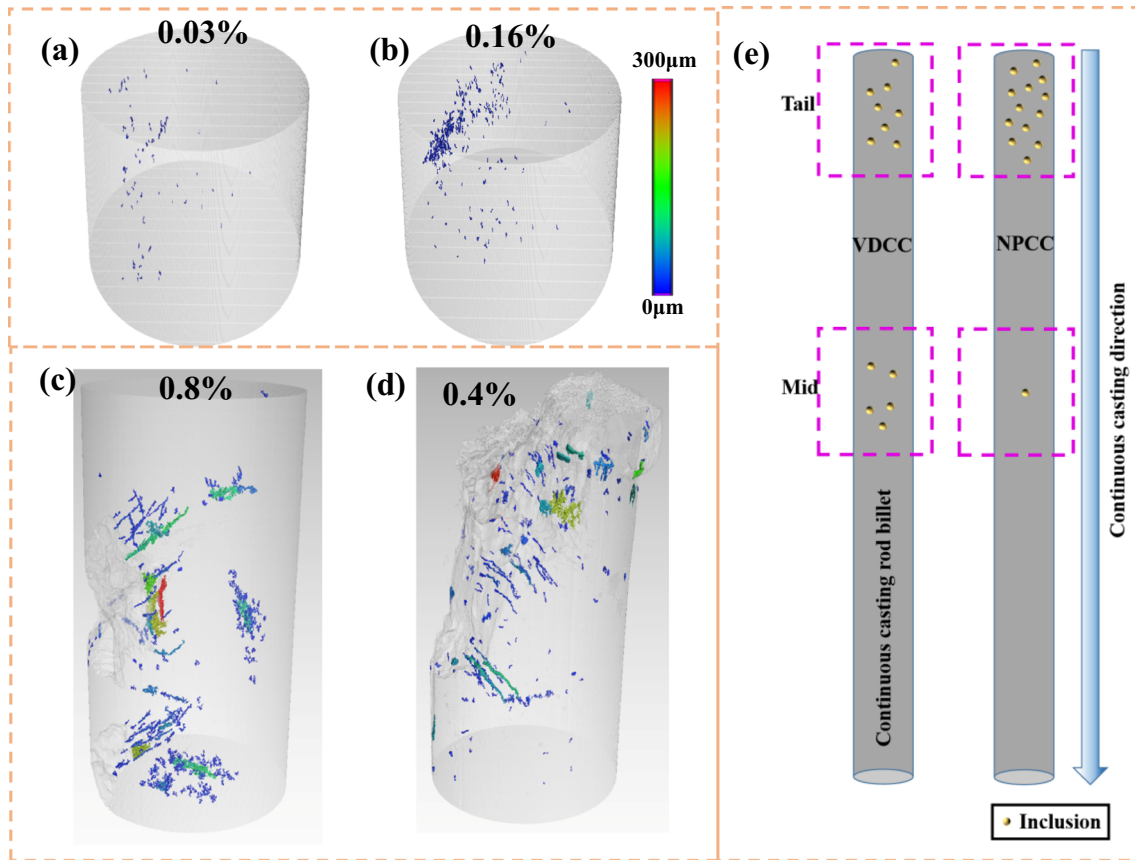 (a)
0.03%
(b)
0.16%
300μm
0μm
(c)
0.8%
(d)
0.4%
(e)
Tail
VDCC
NPCC
Mid
Continuous casting rod billet
Continuous casting direction
Inclusion